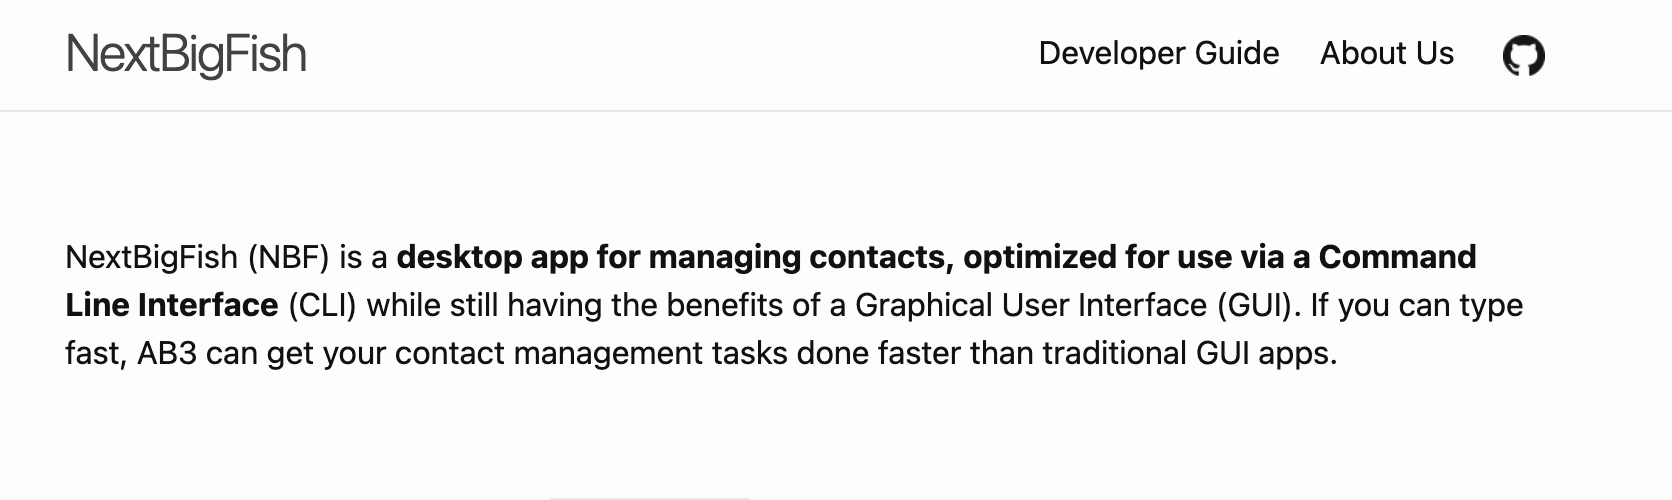 NextBigFish
Developer Guide
About Us
NextBigFish (NBF) is a desktop app for managing contacts, optimized for use via a Command
Line Interface (CLI) while still having the benefits of a Graphical User Interface (GUI). If you can type
fast, AB3 can get your contact management tasks done faster than traditional GUI apps.